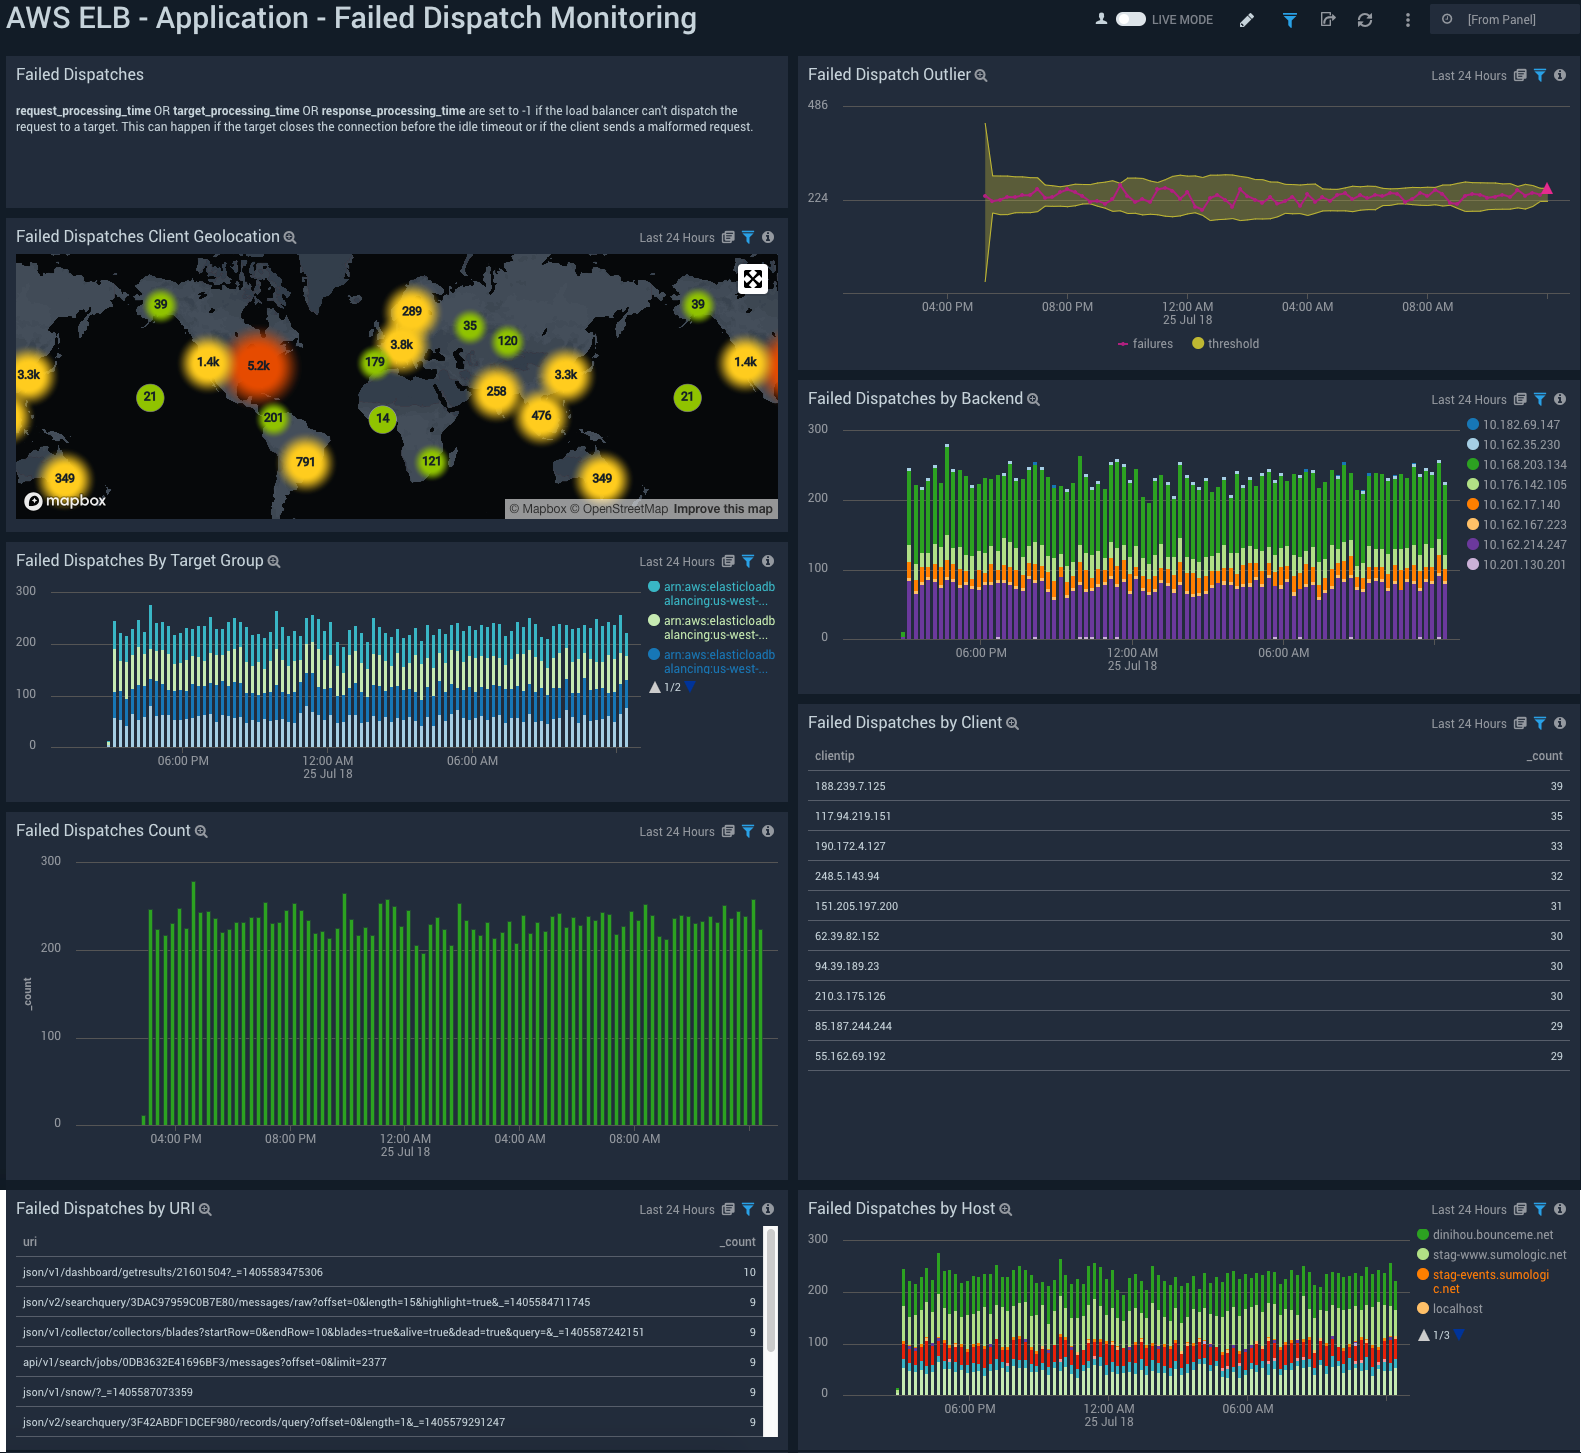 AWS ELB - Application - Failed Dispatch Monitoring
LIVE MODE
[From Panel]
Failed Dispatches
request_processing_time OR target_processing_time OR response_processing_time are set to -1 if the load balancer can't dispatch the
request to a target. This can happen if the target closes the connection before the idle timeout or if the client sends a malformed request.
Failed Dispatches Client Geolocation
Last 24 Hours
39
289
35
39
120
3.8k
1.4k
5.2k
179
1.4k
3.3k
3.3k
258
21
21
201
14
476
791
121
349
349
mapbox
© Mapbox © OpenStreetMap Improve this map
Failed Dispatches By Target Group
Last 24 Hours
300
200
100
0
06:00 PM
12:00 AM
25 Jul 18
06:00 AM
arn:aws:elasticloadb
alancing:us-west-...
arn:aws:elasticloadb
alancing:us-west-...
arn:aws:elasticloadb
alancing:us-west-...
1/2
Failed Dispatches Count
Last 24 Hours
300
200
100
0
_count
04:00 PM
08:00 PM
12:00 AM
25 Jul 18
04:00 AM
08:00 AM
Failed Dispatches by URI
Last 24 Hours
uri _count
json/v1/dashboard/getresults/21601504?_=1405583475306 10
json/v2/searchquery/3DAC97959C0B7E80/messages/raw?offset=0&length=15&highlight=true&_=1405584711745 9
json/v1/collector/collectors/blades?startRow=0&endRow=10&blades=true&alive=true&dead=true&query=&_=1405587242151 9
api/v1/search/jobs/0DB3632E41696BF3/messages?offset=0&limit=2377 9
json/v1/snow/?_=1405587073359 9
json/v2/searchquery/3F42ABDF1DCEF980/records/query?offset=0&length=1&_=1405579291247 9
Failed Dispatch Outlier
Last 24 Hours
486
224
04:00 PM
08:00 PM
12:00 AM
25 Jul 18
04:00 AM
08:00 AM
failures
threshold
Failed Dispatches by Backend
Last 24 Hours
300
200
100
0
06:00 PM
12:00 AM
25 Jul 18
06:00 AM
10.182.69.147
10.162.35.230
10.168.203.134
10.176.142.105
10.162.17.140
10.162.167.223
10.162.214.247
10.201.130.201
Failed Dispatches by Client
Last 24 Hours
clientip _count
188.239.7.125 39
117.94.219.151 35
190.172.4.127 33
248.5.143.94 32
151.205.197.200 31
62.39.82.152 30
94.39.189.23 30
210.3.175.126 30
85.187.244.244 29
55.162.69.192 29
Failed Dispatches by Host
Last 24 Hours
300
200
100
0
06:00 PM
12:00 AM
25 Jul 18
06:00 AM
dinihou.bounceme.net
stag-www.sumologic.net
stag-events.sumologi
c.net
localhost
1/3